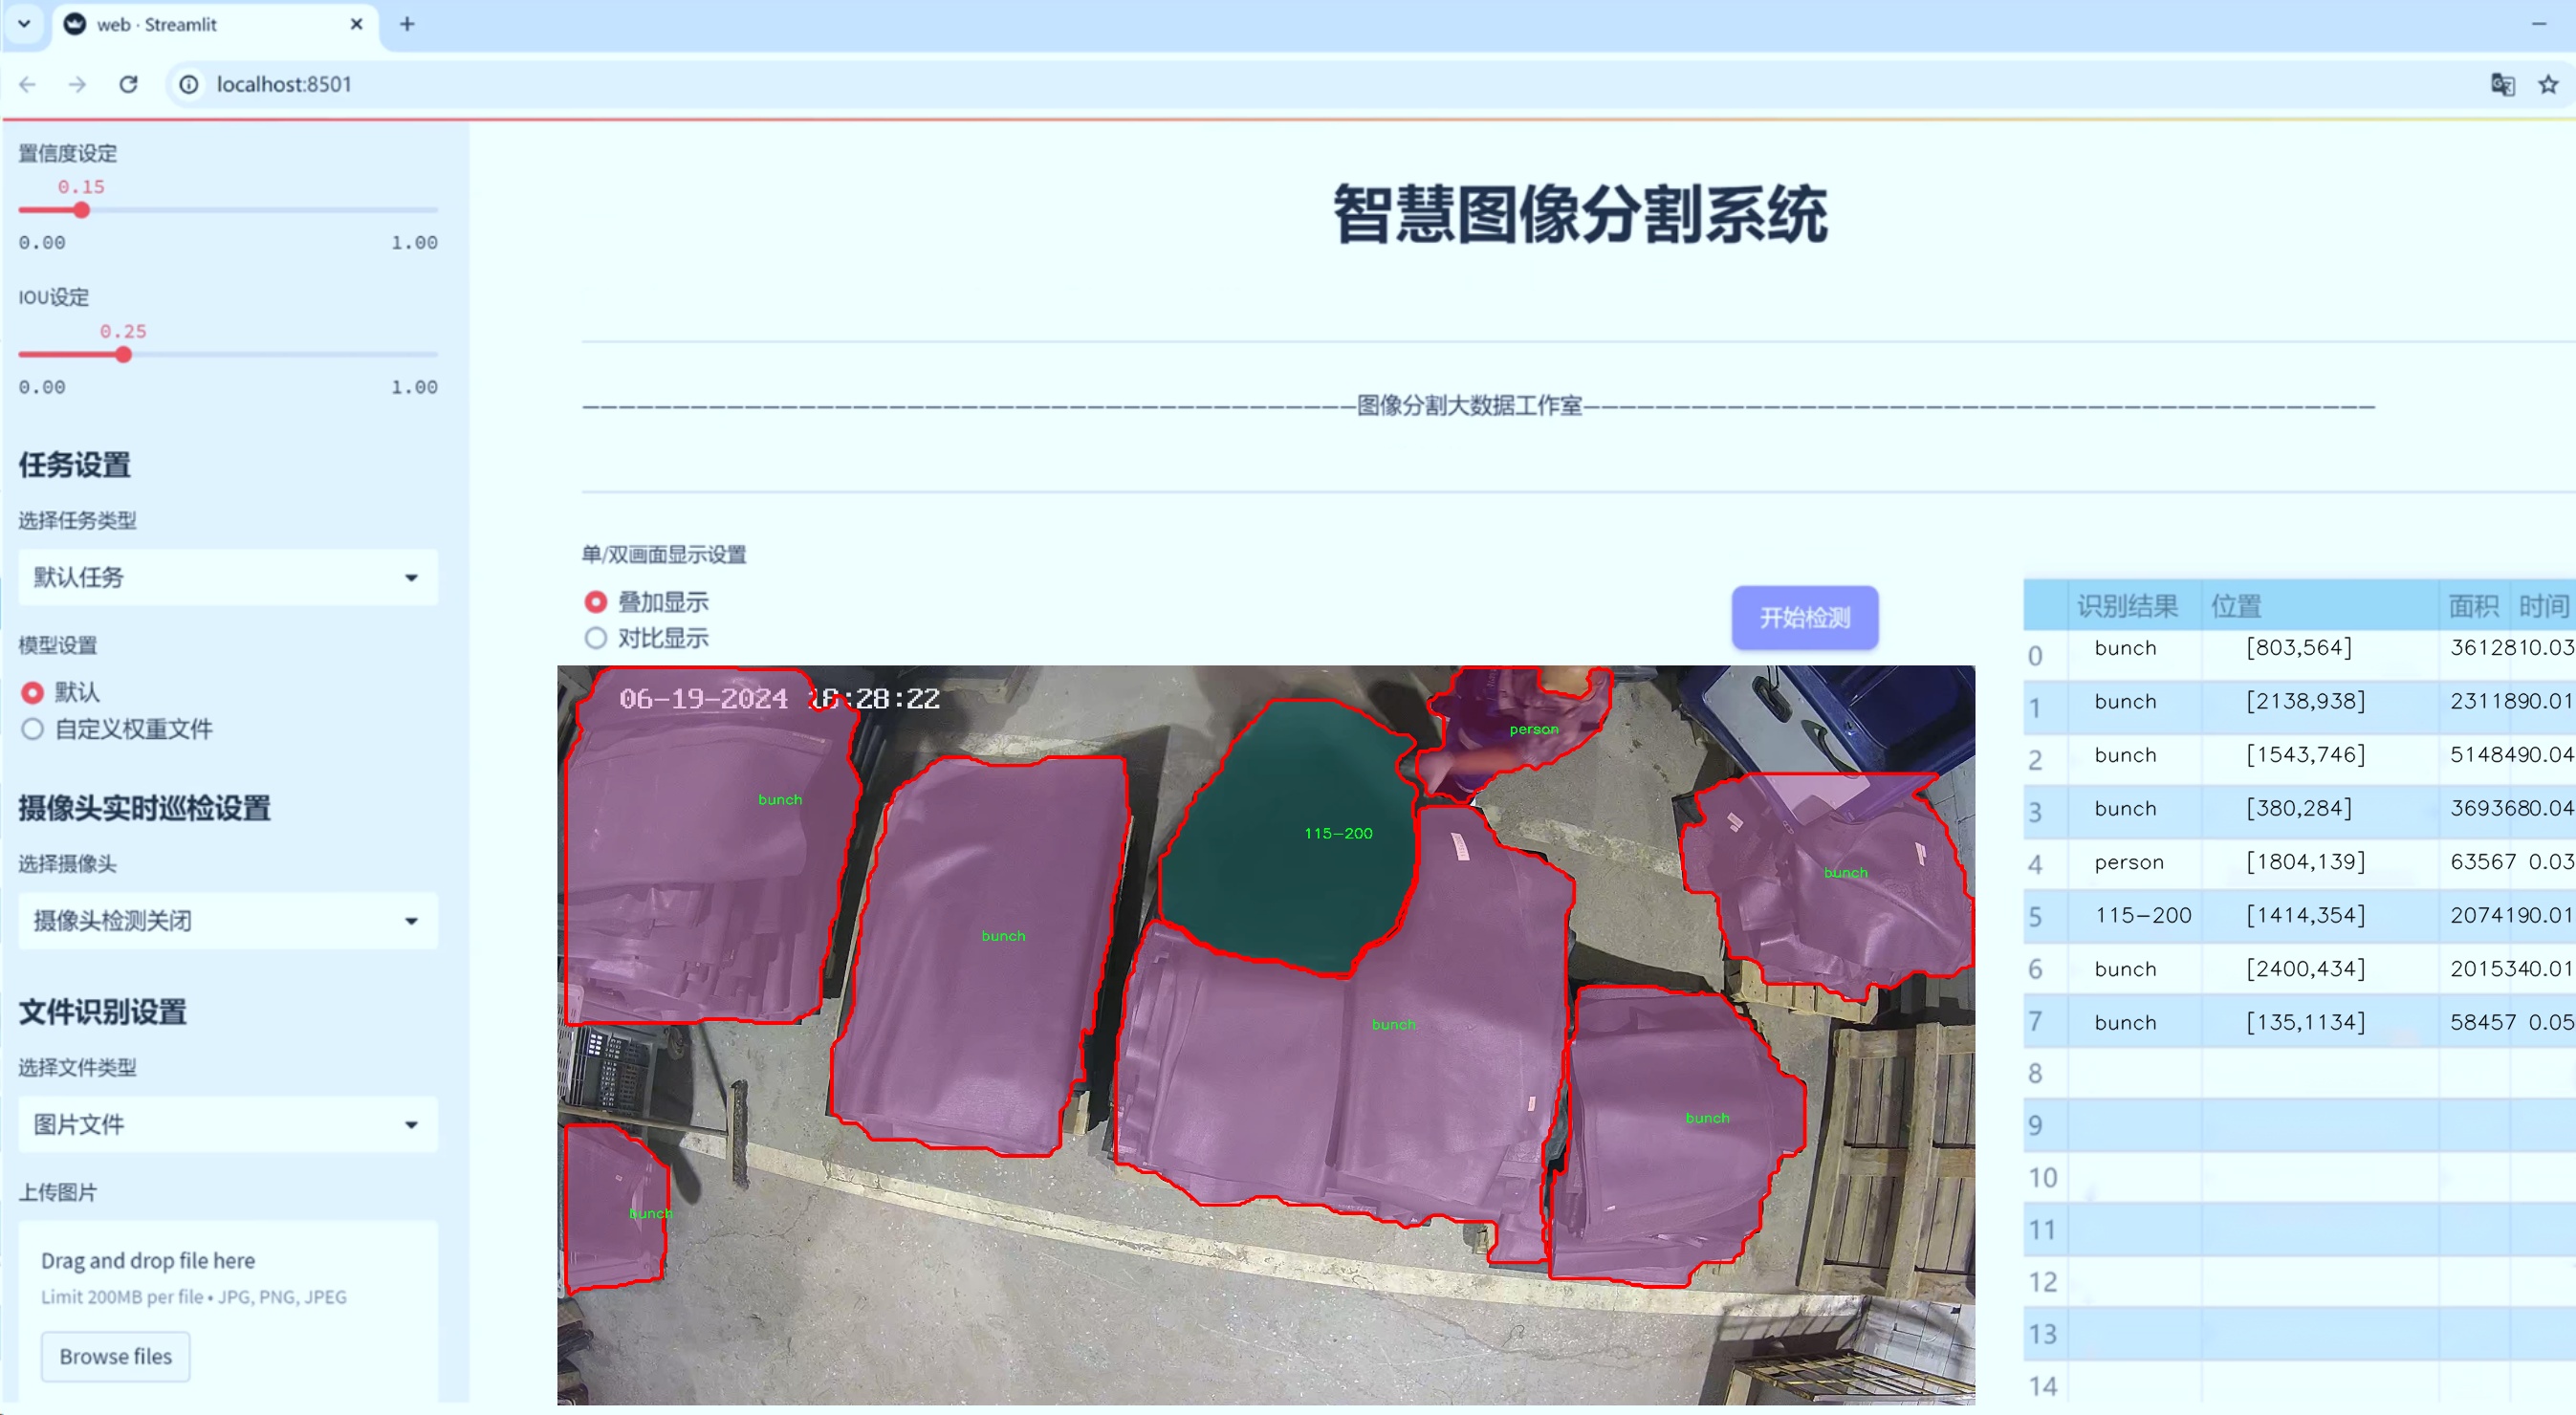 web · Streamlit
localhost:8501
置信度设定
0.15
0.00 1.00
IOU设定
0.25
0.00 1.00
任务设置
选择任务类型
默认任务
模型设置
默认
自定义权重文件
摄像头实时巡检设置
选择摄像头
摄像头检测关闭
文件识别设置
选择文件类型
图片文件
上传图片
Drag and drop file here
Limit 200MB per file • JPG, PNG, JPEG
Browse files
智慧图像分割系统
图像分割大数据工作室
单/双画面显示设置
叠加显示
对比显示
开始检测
06-19-2024 18:28:22
person
bunch
115-200
bunch
bunch
bunch
bunch
bunch
识别结果 位置 面积 时间
0 bunch [803,564] 3612810.03
1 bunch [2138,938] 2311890.01
2 bunch [1543,746] 5148490.04
3 bunch [380,284] 3693680.04
4 person [1804,139] 63567 0.03
5 115-200 [1414,354] 2074190.01
6 bunch [2400,434] 2015340.01
7 bunch [135,1134] 58457 0.05
8
9
10
11
12
13
14